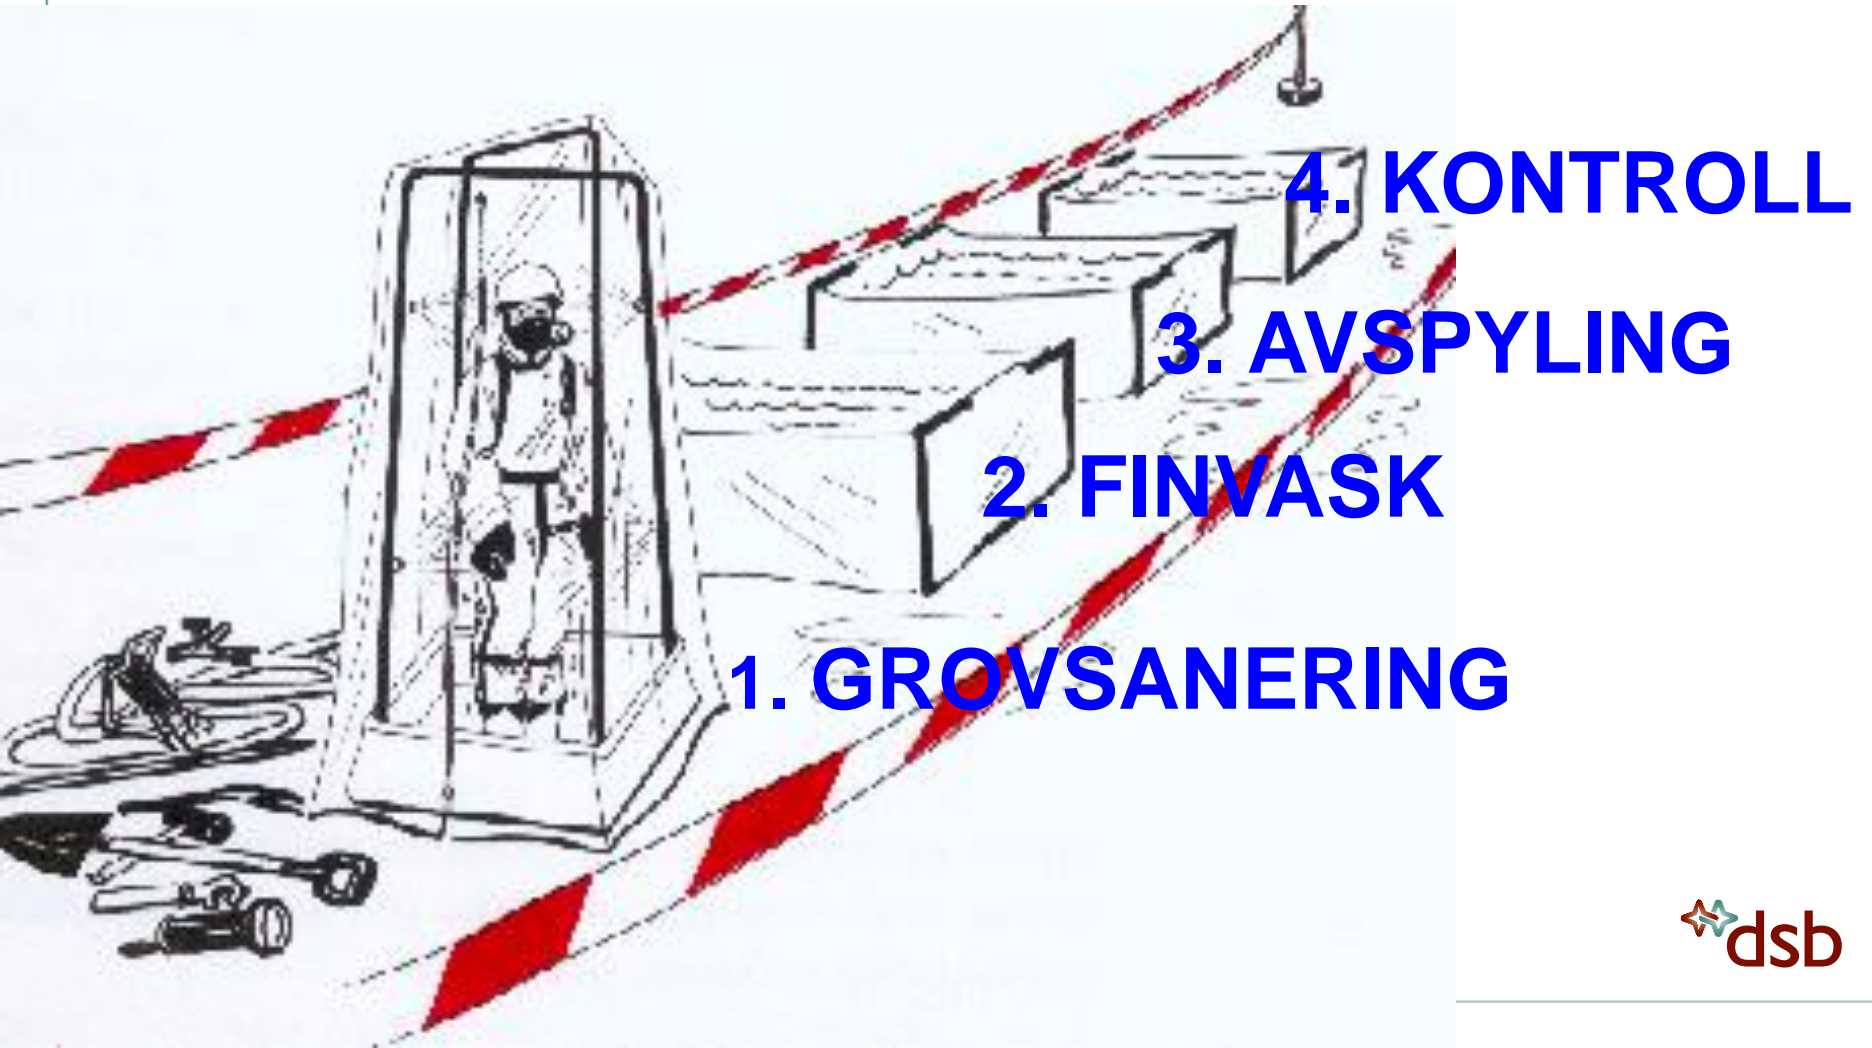 4. KONTROLL
3. AVSPYLING
2. FINVASK
1. GROVSANERING
dsb